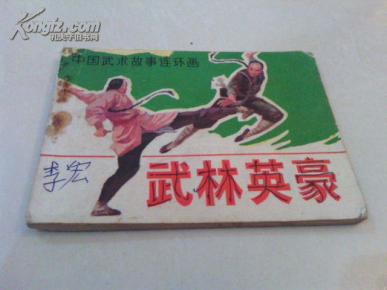 Kongfz.com
孔夫子旧书网
中国武术故事连环画
李宏
武林英豪